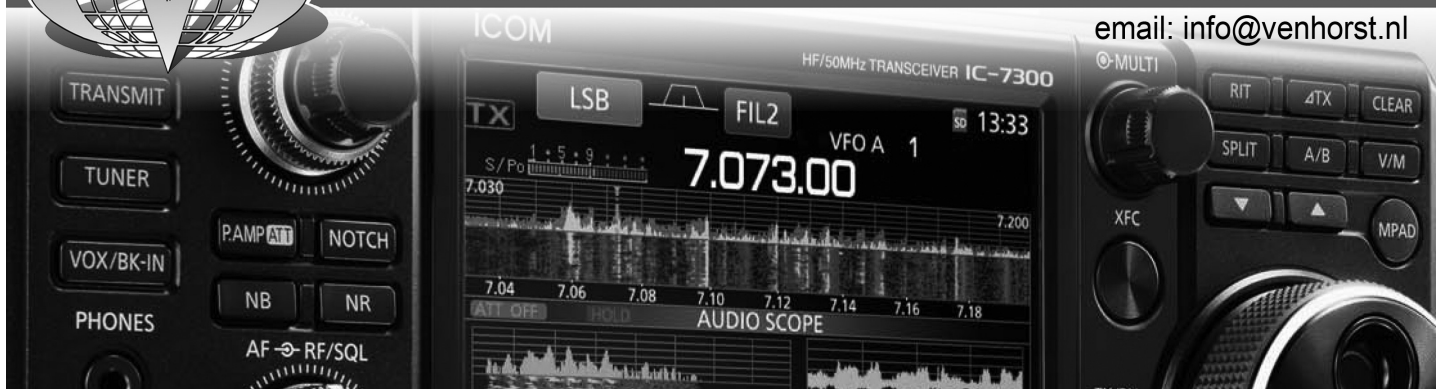 email: info@venhorst.nl
ICOM
HF/50MHz TRANSCEIVER IC-7300
MULTI
TRANSMIT
TX
LSB
FIL2
SD 13:33
RIT
⊿TX
CLEAR
VFO A 1
S/Po 1 • 5 • 9 • • •
7.073.00
SPLIT
A/B
V/M
TUNER
7.030
7.200
▼
▲
XFC
MPAD
P.AMP ATT
NOTCH
VOX/BK-IN
7.04 7.06 7.08 7.10 7.12 7.14 7.16 7.18
NB
NR
ATT OFF
HOLD
AUDIO SCOPE
PHONES
AF RF/SQL